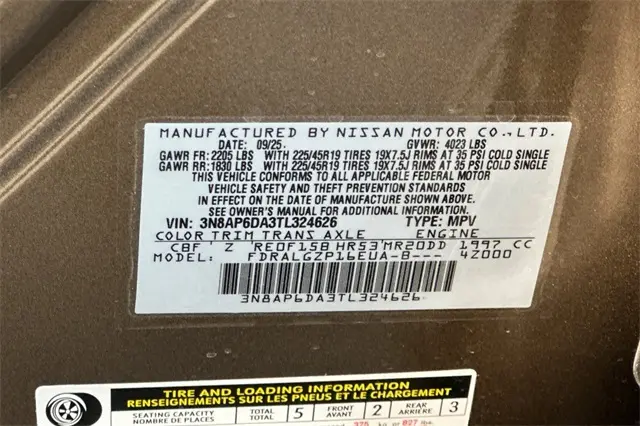 MANUFACTURED BY NISSAN MOTOR CO., LTD.
DATE: 09/25 GVWR: 4023 LBS
GAWR FR: 2205 LBS WITH 225/45R19 TIRES 19X7.5J RIMS AT 35 PSI COLD SINGLE
GAWR RR: 1830 LBS WITH 225/45R19 TIRES 19X7.5J RIMS AT 35 PSI COLD SINGLE
THIS VEHICLE CONFORMS TO ALL APPLICABLE FEDERAL MOTOR
VEHICLE SAFETY AND THEFT PREVENTION STANDARDS
IN EFFECT ON THE DATE OF MANUFACTURE SHOWN ABOVE.
SEE OWNER'S MANUAL FOR ADDITIONAL INFORMATION.
VIN: 3N8AP6DA3TL324626 TYPE: MPV
COLOR TRIM TRANS AXLE ENGINE
CBF Z RE0F15B HR53 MR20DD 1997 CC
MODEL: FDRALGZP16EUA-B--- 4Z000
3N8AP6DA3TL324626
TIRE AND LOADING INFORMATION
RENSEIGNEMENTS SUR LES PNEUS ET LE CHARGEMENT
SEATING CAPACITY TOTAL 5 FRONT 2 REAR 3
NOMBRE DE PLACES TOTAL AVANT ARRIÈRE
375 kg or 827 lbs.